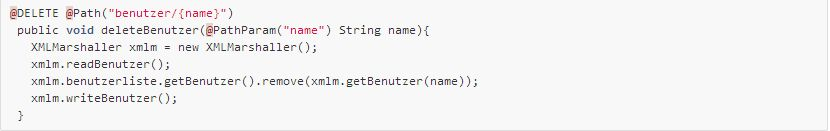 @DELETE @Path("benutzer/{name}")
public void deleteBenutzer(@PathParam("name") String name){
XMLMarshaller xmlm = new XMLMarshaller();
xmlm.readBenutzer();
xmlm.benutzerliste.getBenutzer().remove(xmlm.getBenutzer(name));
xmlm.writeBenutzer();
}